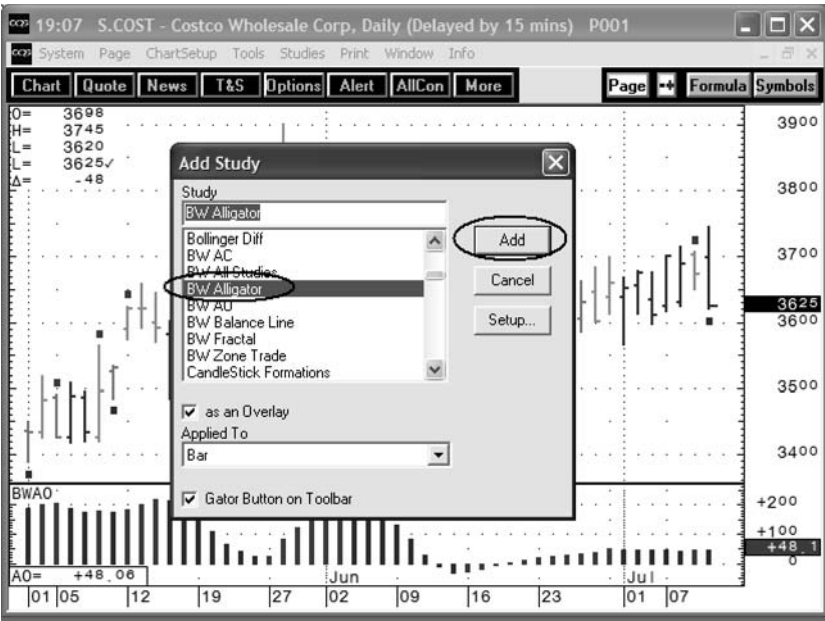 CQG 19:07 S.COST - Costco Wholesale Corp, Daily (Delayed by 15 mins) P001
CQG System Page ChartSetup Tools Studies Print Window Info
Chart Quote News T&S Options Alert AllCon More Page Formula Symbols
O= 3698
H= 3745
L= 3620
L= 3625✓
Δ= -48
Add Study
Study
BW Alligator
Bollinger Diff
BW AC
BW All Studies
BW Alligator
BW AO
BW Balance Line
BW Fractal
BW Zone Trade
CandleStick Formations
Add
Cancel
Setup...
as an Overlay
Applied To
Bar
Gator Button on Toolbar
3900
3800
3700
3625
3600
3500
3400
BWAO
+200
+100
+48.1
0
AO= +48.06
Jun Jul
01 05 12 19 27 02 09 16 23 01 07